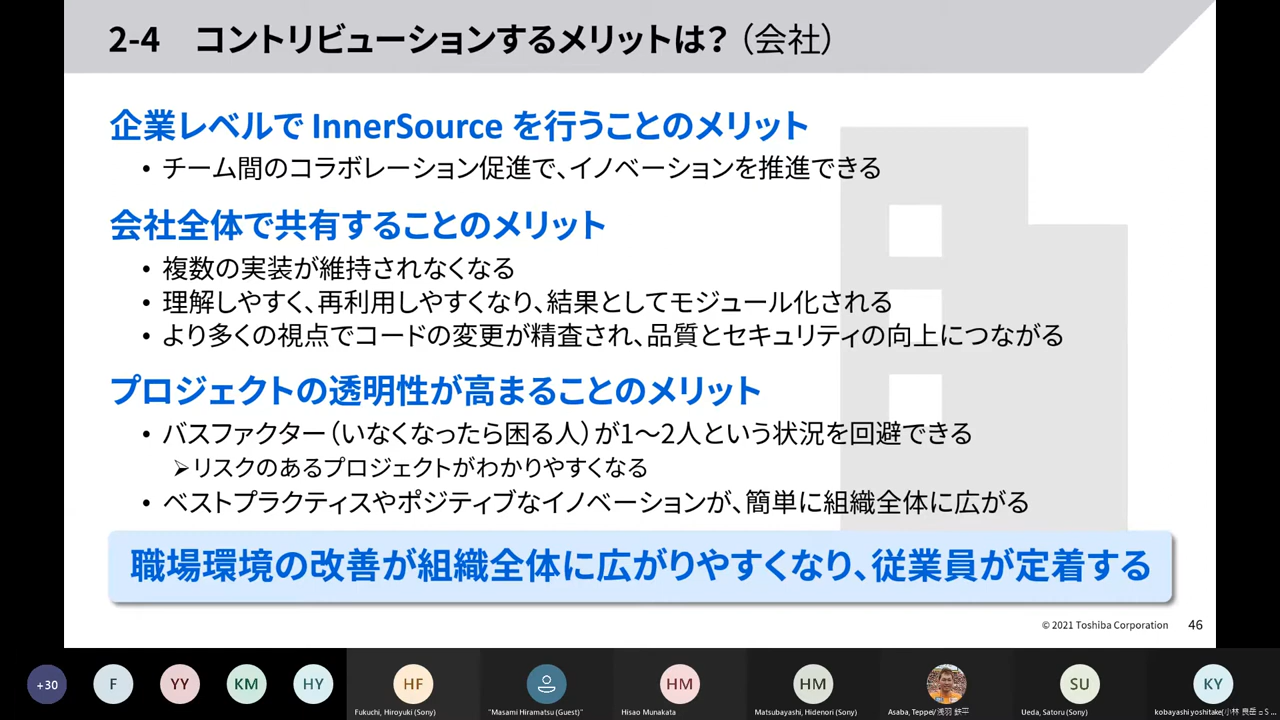 2-4 コントリビューションするメリットは？（会社）
企業レベルで InnerSource を行うことのメリット
• チーム間のコラボレーション促進で、イノベーションを推進できる
会社全体で共有することのメリット
• 複数の実装が維持されなくなる
• 理解しやすく、再利用しやすくなり、結果としてモジュール化される
• より多くの視点でコードの変更が精査され、品質とセキュリティの向上につながる
プロジェクトの透明性が高まることのメリット
• バスファクター（いなくなったら困る人）が1～2人という状況を回避できる
➢リスクのあるプロジェクトがわかりやすくなる
• ベストプラクティスやポジティブなイノベーションが、簡単に組織全体に広がる
職場環境の改善が組織全体に広がりやすくなり、従業員が定着する
© 2021 Toshiba Corporation 46
+30 F YY KM HY HF HM HM SU KY
Fukuchi, Hiroyuki (Sony) "Masami Hiramatsu (Guest)" Hisao Munakata Matsubayashi, Hidenori (Sony) Asaba, Teppei/浅羽 鉄平 Ueda, Satoru (Sony) kobayashi yoshitake(小林 良岳 □S...